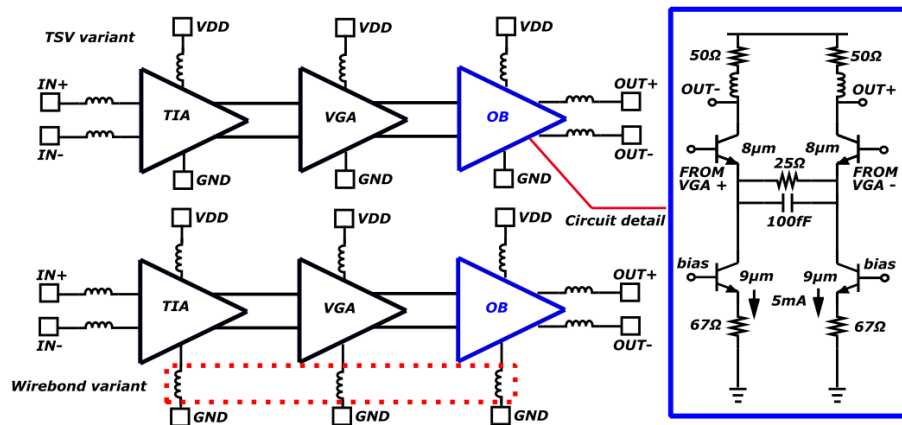 TSV variant
VDD
VDD
VDD
IN+
IN-
TIA
VGA
OB
OUT+
OUT-
GND
GND
GND
Circuit detail
VDD
VDD
VDD
IN+
IN-
TIA
VGA
OB
OUT+
OUT-
Wirebond variant
GND
GND
GND
50Ω
50Ω
OUT-
OUT+
8μm
8μm
FROM
VGA +
25Ω
FROM
VGA -
100fF
bias
bias
9μm
9μm
5mA
67Ω
67Ω